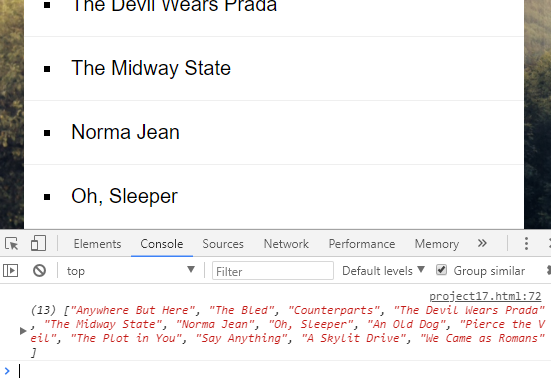 The Devil Wears Prada
The Midway State
Norma Jean
Oh, Sleeper
Elements Console Sources Network Performance Memory »
top Filter Default levels Group similar
project17.html:72
(13) ["Anywhere But Here", "The Bled", "Counterparts", "The Devil Wears Prada"
, "The Midway State", "Norma Jean", "Oh, Sleeper", "An Old Dog", "Pierce the V
eil", "The Plot in You", "Say Anything", "A Skylit Drive", "We Came as Romans"
]